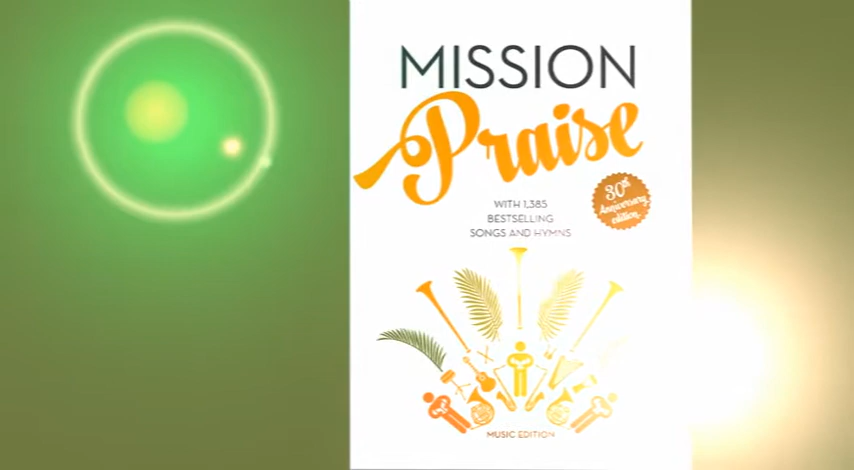 MISSION
Praise
30th
Anniversary
edition
WITH 1,385
BESTSELLING
SONGS AND HYMNS
MUSIC EDITION